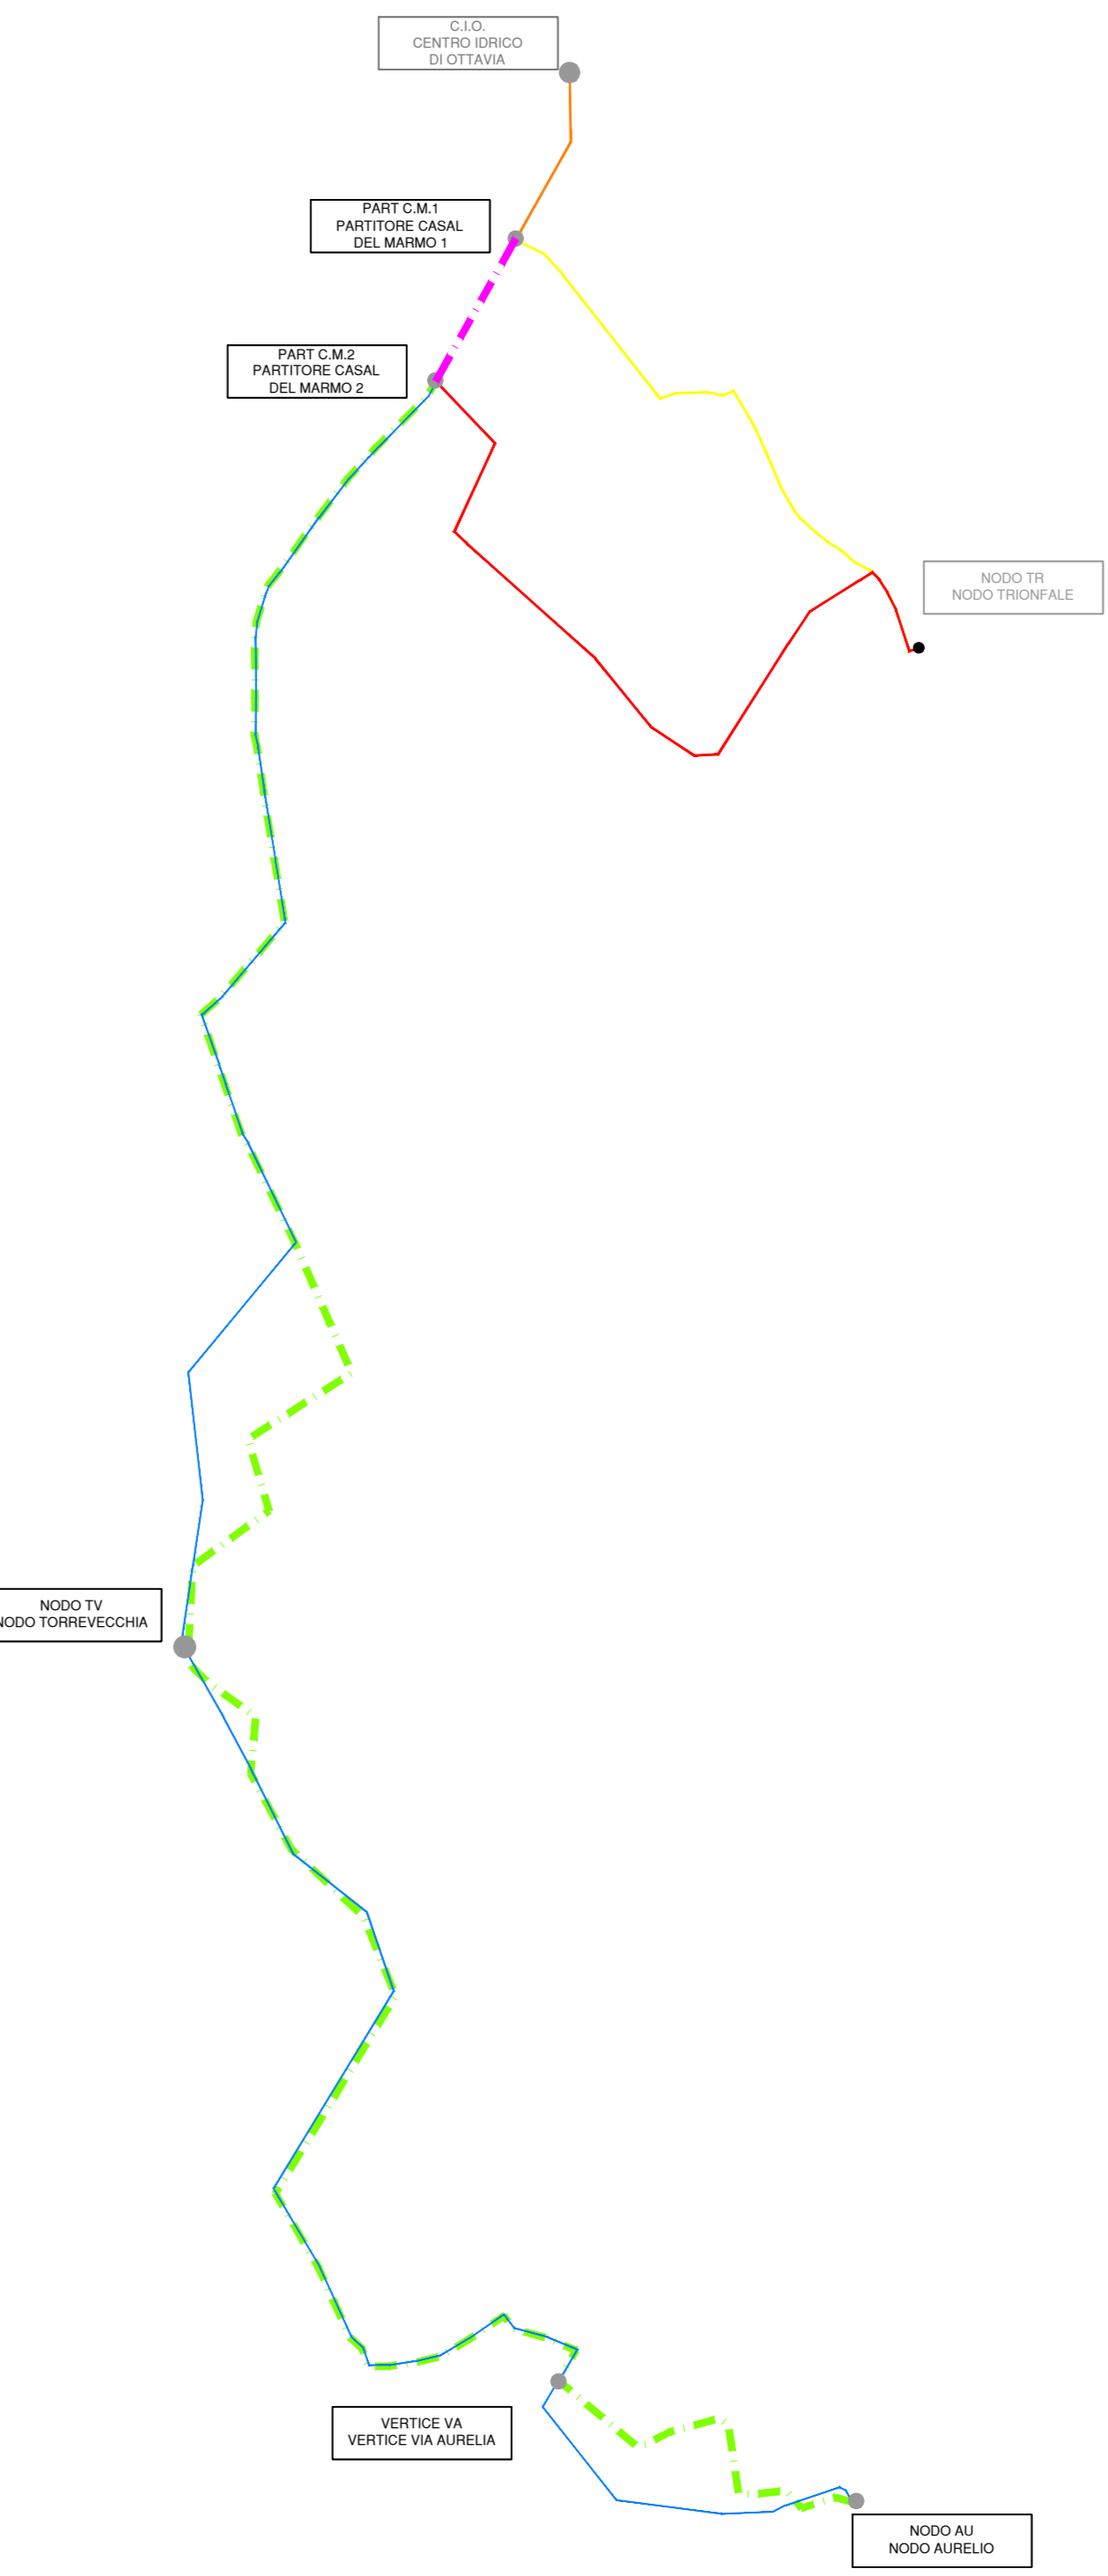 C.I.O.
CENTRO IDRICO
DI OTTAVIA
PART C.M.1
PARTITORE CASAL
DEL MARMO 1
PART C.M.2
PARTITORE CASAL
DEL MARMO 2
NODO TR
NODO TRIONFALE
NODO TV
NODO TORREVECCHIA
VERTICE VA
VERTICE VIA AURELIA
NODO AU
NODO AURELIO